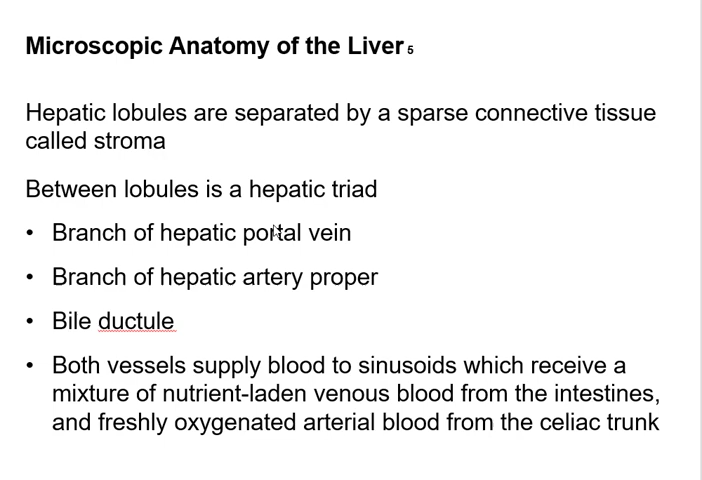 Microscopic Anatomy of the Liver 5
Hepatic lobules are separated by a sparse connective tissue
called stroma
Between lobules is a hepatic triad
• Branch of hepatic portal vein
• Branch of hepatic artery proper
• Bile ductule
• Both vessels supply blood to sinusoids which receive a
mixture of nutrient-laden venous blood from the intestines,
and freshly oxygenated arterial blood from the celiac trunk